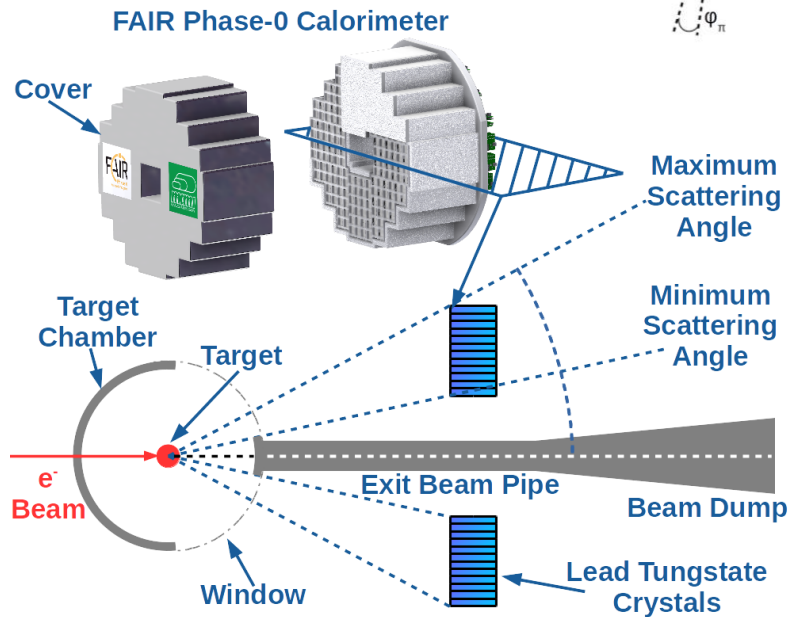 FAIR Phase-0 Calorimeter
φπ
Cover
FAIR
Maximum
Scattering
Angle
Minimum
Scattering
Angle
Target
Chamber
Target
e-
Beam
Exit Beam Pipe
Beam Dump
Window
Lead Tungstate
Crystals